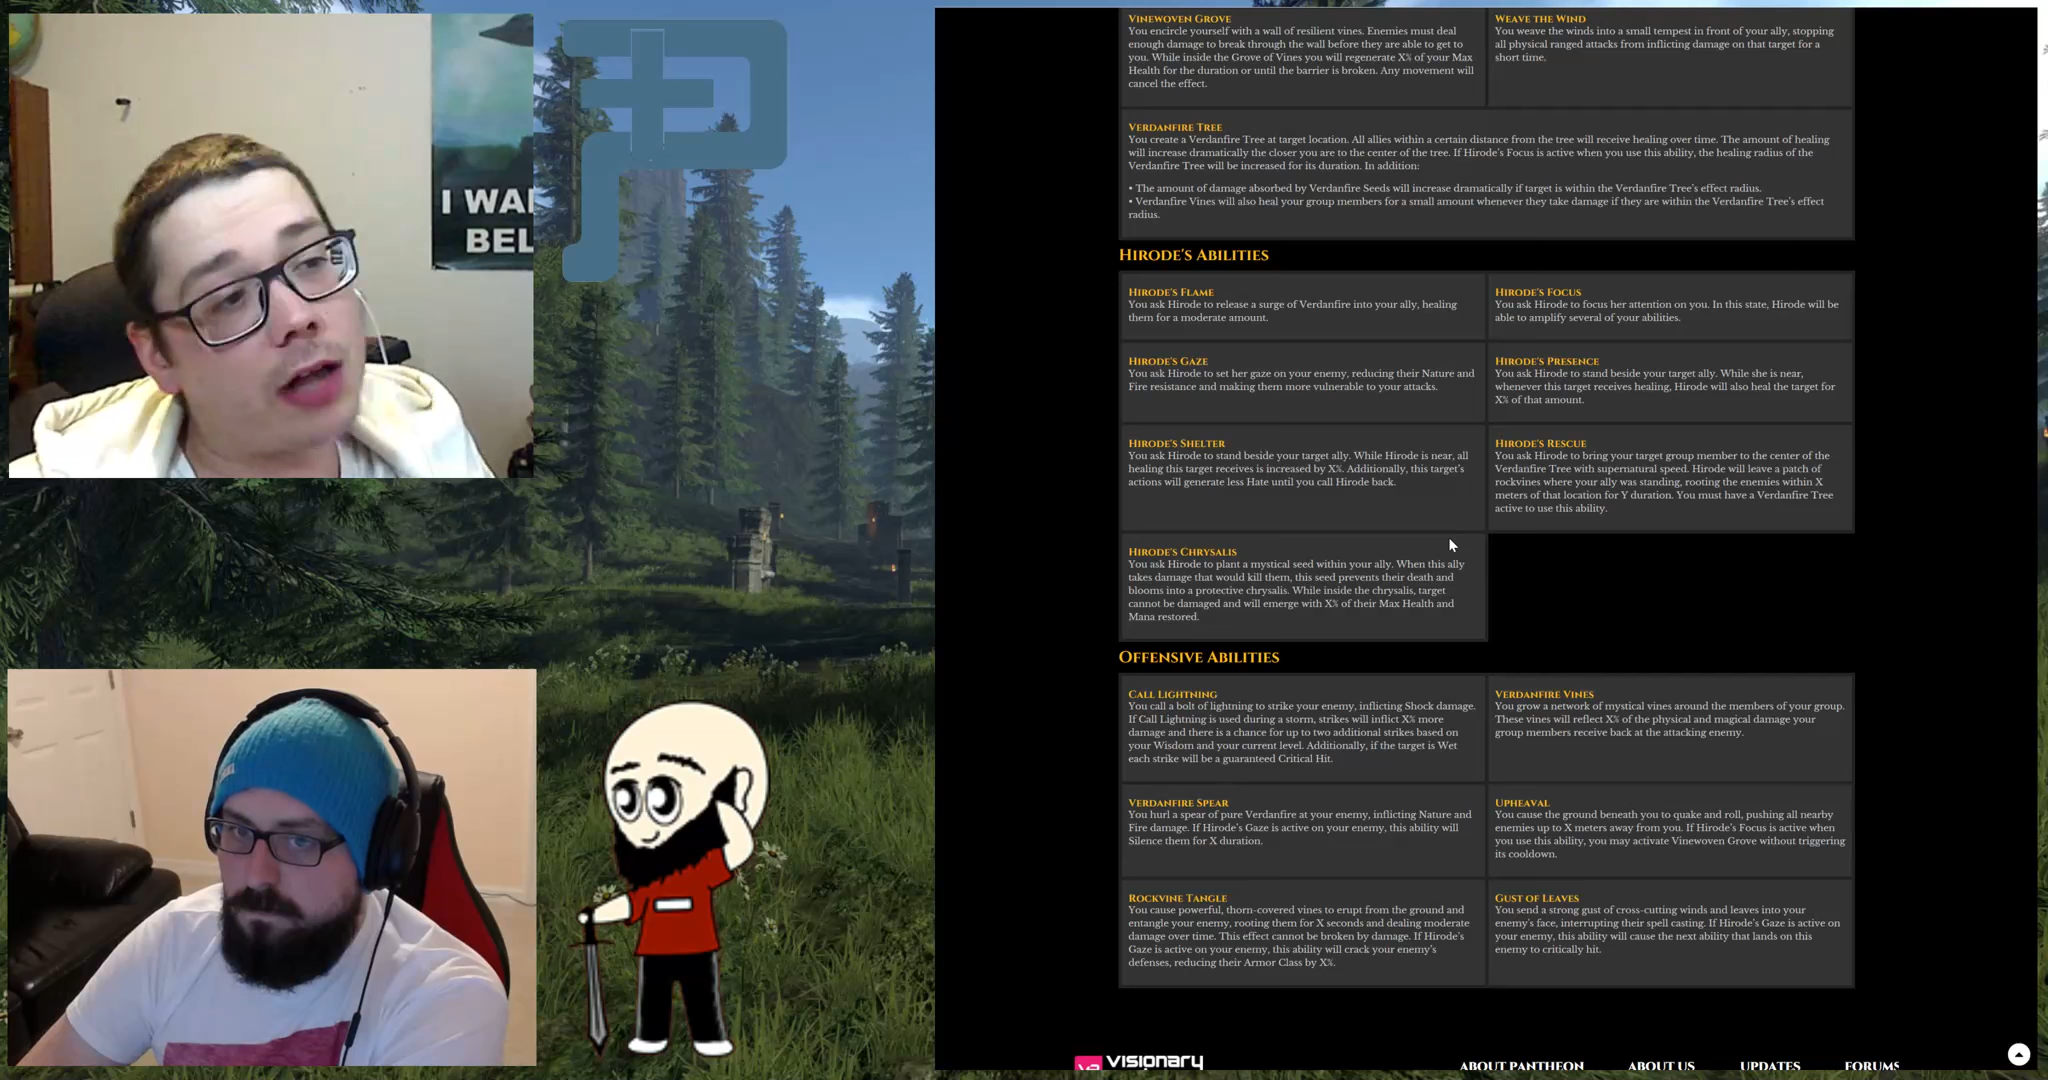 I WA
BEL
Vinewoven Grove
You encircle yourself with a wall of resilient vines. Enemies must deal
enough damage to break through the wall before they are able to get to
you. While inside the Grove of Vines you will regenerate X% of your Max
Health for the duration or until the barrier is broken. Any movement will
cancel the effect.
Weave the Wind
You weave the winds into a small tempest in front of your ally, stopping
all physical ranged attacks from inflicting damage on that target for a
short time.
Verdanfire Tree
You create a Verdanfire Tree at target location. All allies within a certain distance from the tree will receive healing over time. The amount of healing
will increase dramatically the closer you are to the center of the tree. If Hirode's Focus is active when you use this ability, the healing radius of the
Verdanfire Tree will be increased for its duration. In addition:
• The amount of damage absorbed by Verdanfire Seeds will increase dramatically if target is within the Verdanfire Tree's effect radius.
• Verdanfire Vines will also heal your group members for a small amount whenever they take damage if they are within the Verdanfire Tree's effect
radius.
Hirode's Abilities
Hirode's Flame
You ask Hirode to release a surge of Verdanfire into your ally, healing
them for a moderate amount.
Hirode's Focus
You ask Hirode to focus her attention on you. In this state, Hirode will be
able to amplify several of your abilities.
Hirode's Gaze
You ask Hirode to set her gaze on your enemy, reducing their Nature and
Fire resistance and making them more vulnerable to your attacks.
Hirode's Presence
You ask Hirode to stand beside your target ally. While she is near,
whenever this target receives healing, Hirode will also heal the target for
X% of that amount.
Hirode's Shelter
You ask Hirode to stand beside your target ally. While Hirode is near, all
healing this target receives is increased by X%. Additionally, this target's
actions will generate less Hate until you call Hirode back.
Hirode's Rescue
You ask Hirode to bring your target group member to the center of the
Verdanfire Tree with supernatural speed. Hirode will leave a patch of
rockvines where your ally was standing, rooting the enemies within X
meters of that location for Y duration. You must have a Verdanfire Tree
active to use this ability.
Hirode's Chrysalis
You ask Hirode to plant a mystical seed within your ally. When this ally
takes damage that would kill them, this seed prevents their death and
blooms into a protective chrysalis. While inside the chrysalis, target
cannot be damaged and will emerge with X% of their Max Health and
Mana restored.
Offensive Abilities
Call Lightning
You call a bolt of lightning to strike your enemy, inflicting Shock damage.
If Call Lightning is used during a storm, strikes will inflict X% more
damage and there is a chance for up to two additional strikes based on
your Wisdom and your current level. Additionally, if the target is Wet
each strike will be a guaranteed Critical Hit.
Verdanfire Vines
You grow a network of mystical vines around the members of your group.
These vines will reflect X% of the physical and magical damage your
group members receive back at the attacking enemy.
Verdanfire Spear
You hurl a spear of pure Verdanfire at your enemy, inflicting Nature and
Fire damage. If Hirode's Gaze is active on your enemy, this ability will
Silence them for X duration.
Upheaval
You cause the ground beneath you to quake and roll, pushing all nearby
enemies up to X meters away from you. If Hirode's Focus is active when
you use this ability, you may activate Vinewoven Grove without triggering
its cooldown.
Rockvine Tangle
You cause powerful, thorn-covered vines to erupt from the ground and
entangle your enemy, rooting them for X seconds and dealing moderate
damage over time. This effect cannot be broken by damage. If Hirode's
Gaze is active on your enemy, this ability will crack your enemy's
defenses, reducing their Armor Class by X%.
Gust of Leaves
You send a strong gust of cross-cutting winds and leaves into your
enemy's face, interrupting their spell casting. If Hirode's Gaze is active on
your enemy, this ability will cause the next ability that lands on this
enemy to critically hit.
VISIONARY
ABOUT PANTHEON ABOUT US UPDATES FORUMS